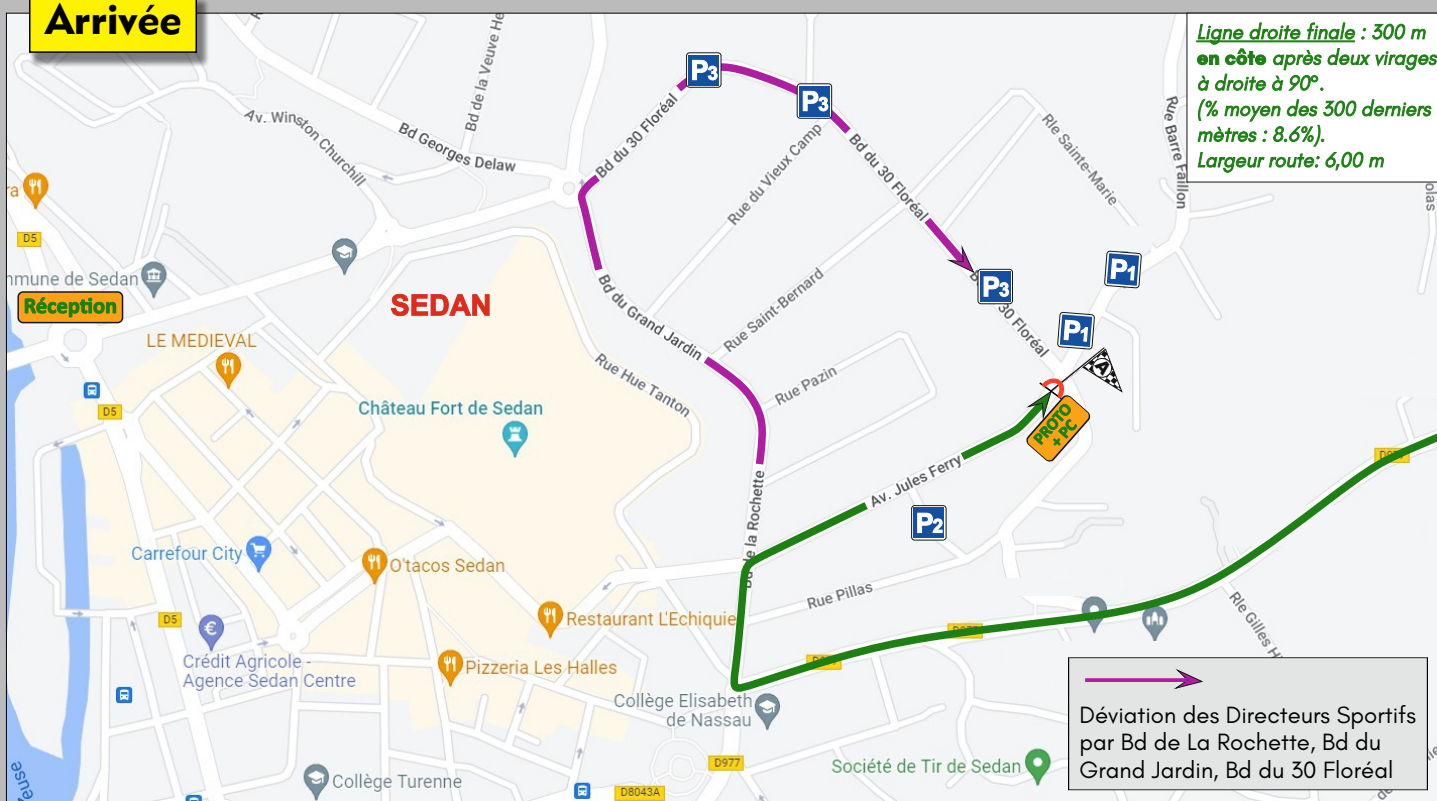 Arrivée
Ligne droite finale : 300 m
en côte après deux virages
à droite à 90°.
(% moyen des 300 derniers
mètres : 8.6%).
Largeur route: 6,00 m
Bd de la Veuve He
P3
P3
Av. Winston Churchill
Bd Georges Delaw
Bd du 30 Floréal
Rue du Vieux Camp
Bd du 30 Floréal
Rle Sainte-Marie
Rue Barre Faillon
olas
ra
D5
mmune de Sedan
Réception
SEDAN
Bd du Grand Jardin
Rue Saint-Bernard
P3
30 Floréal
P1
P1
A
LE MEDIEVAL
Rue Hue Tanton
Rue Pazin
Château Fort de Sedan
D5
PROTO
+ PC
Av. Jules Ferry
P2
Bd de la Rochette
Carrefour City
O'tacos Sedan
Rue Pillas
Rle Gilles H
D5
Restaurant L'Echiquie
Crédit Agricole -
Agence Sedan Centre
Pizzeria Les Halles
Collège Elisabeth
de Nassau
D977
Société de Tir de Sedan
Collège Turenne
D8043A
euse
Déviation des Directeurs Sportifs
par Bd de La Rochette, Bd du
Grand Jardin, Bd du 30 Floréal